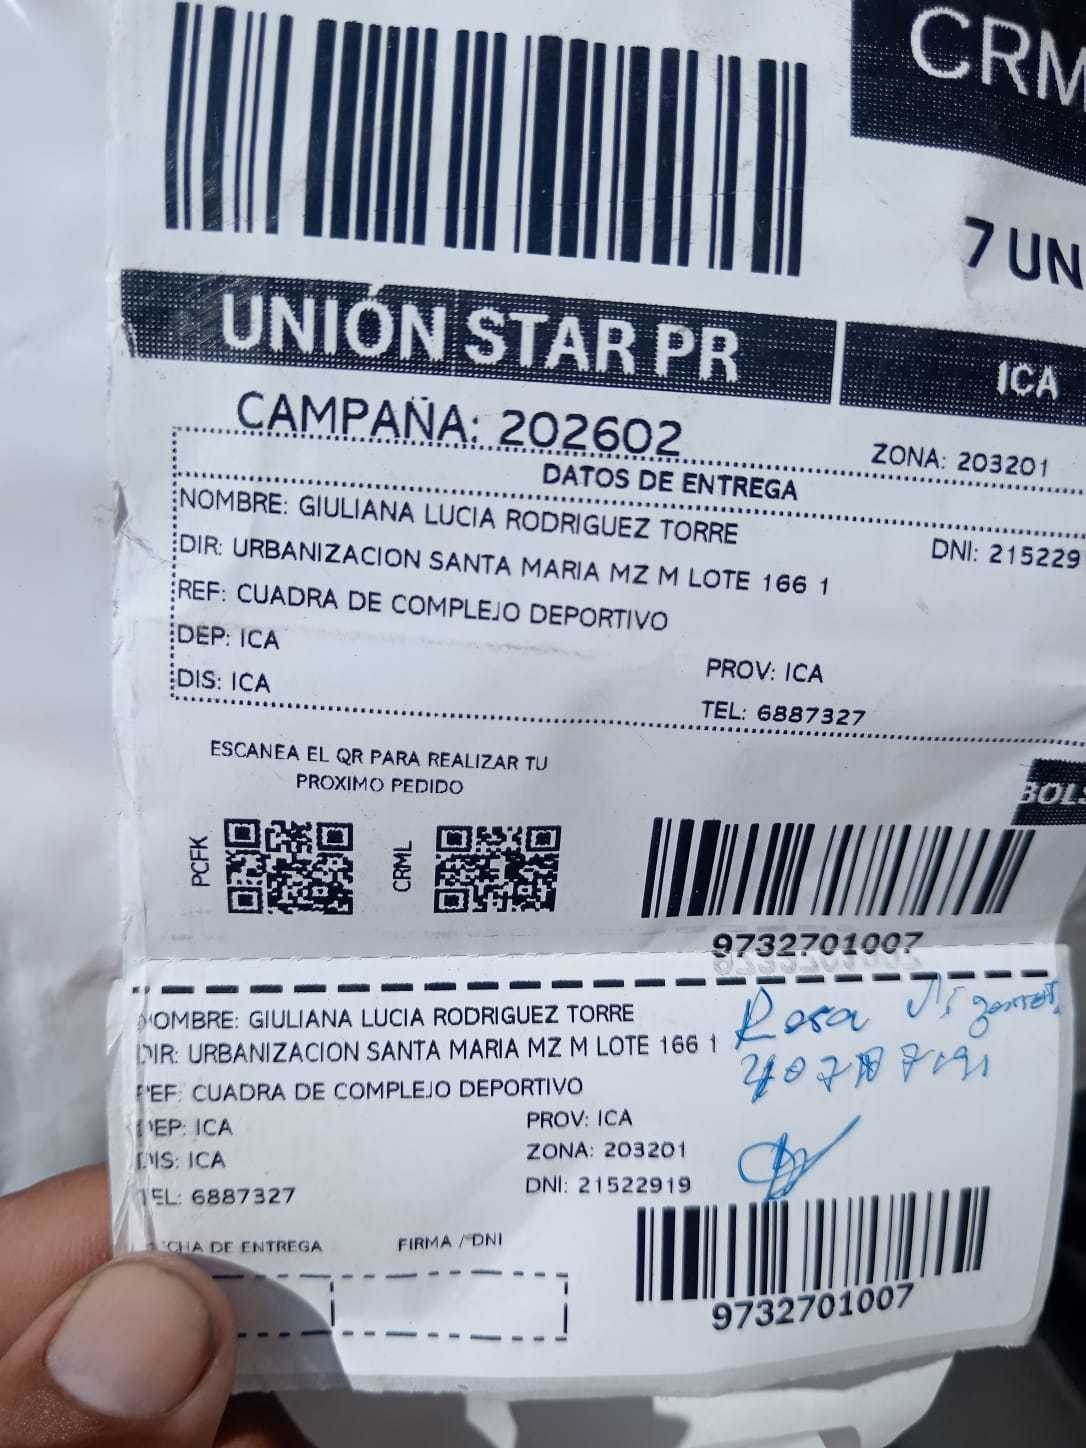 CRM
7 UN
UNIÓN STAR PR
ICA
CAMPAÑA: 202602
ZONA: 203201
DATOS DE ENTREGA
NOMBRE: GIULIANA LUCIA RODRIGUEZ TORRE
DNI: 215229
DIR: URBANIZACION SANTA MARIA MZ M LOTE 166 1
REF: CUADRA DE COMPLEJO DEPORTIVO
DEP: ICA
PROV: ICA
DIS: ICA
TEL: 6887327
ESCANEA EL QR PARA REALIZAR TU
PROXIMO PEDIDO
BOLS
PCFK
CRML
9732701007
NOMBRE: GIULIANA LUCIA RODRIGUEZ TORRE
DIR: URBANIZACION SANTA MARIA MZ M LOTE 166 1
REF: CUADRA DE COMPLEJO DEPORTIVO
DEP: ICA
PROV: ICA
DIS: ICA
ZONA: 203201
TEL: 6887327
DNI: 21522919
Rosa
FECHA DE ENTREGA
FIRMA / DNI
9732701007